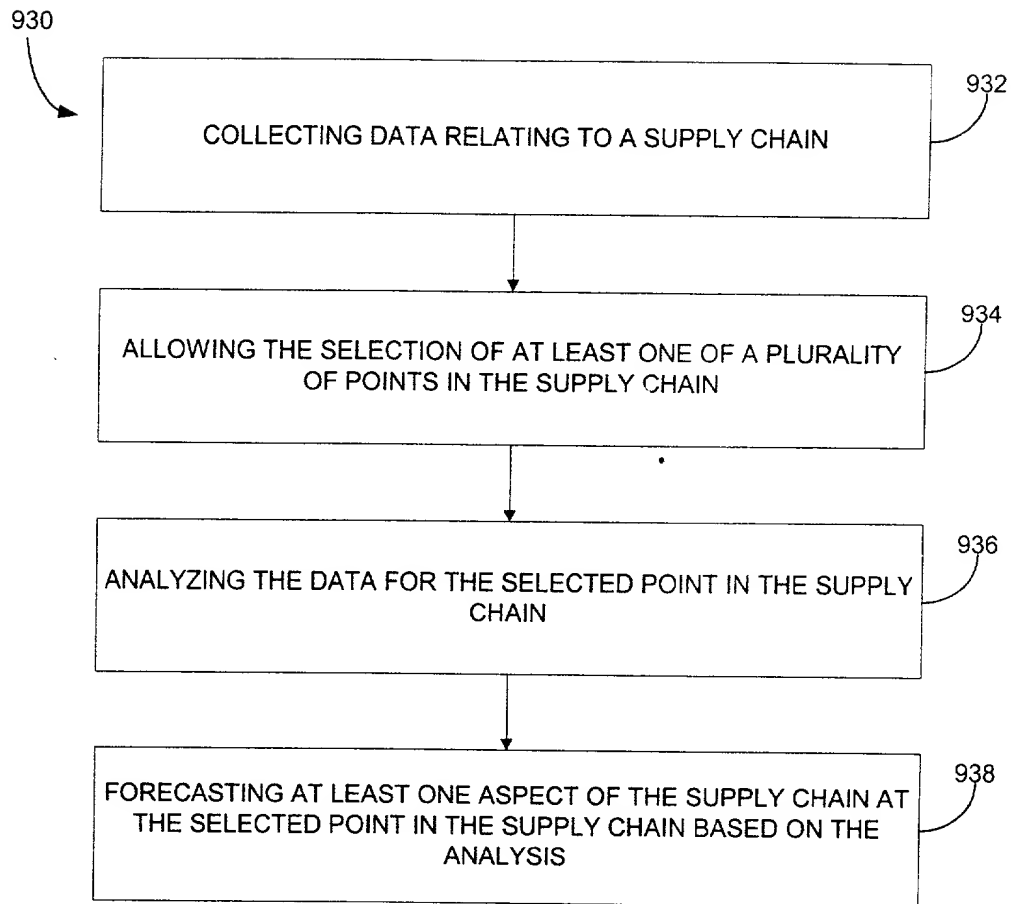 930
COLLECTING DATA RELATING TO A SUPPLY CHAIN
932
ALLOWING THE SELECTION OF AT LEAST ONE OF A PLURALITY
OF POINTS IN THE SUPPLY CHAIN
934
ANALYZING THE DATA FOR THE SELECTED POINT IN THE SUPPLY
CHAIN
936
FORECASTING AT LEAST ONE ASPECT OF THE SUPPLY CHAIN AT
THE SELECTED POINT IN THE SUPPLY CHAIN BASED ON THE
ANALYSIS
938